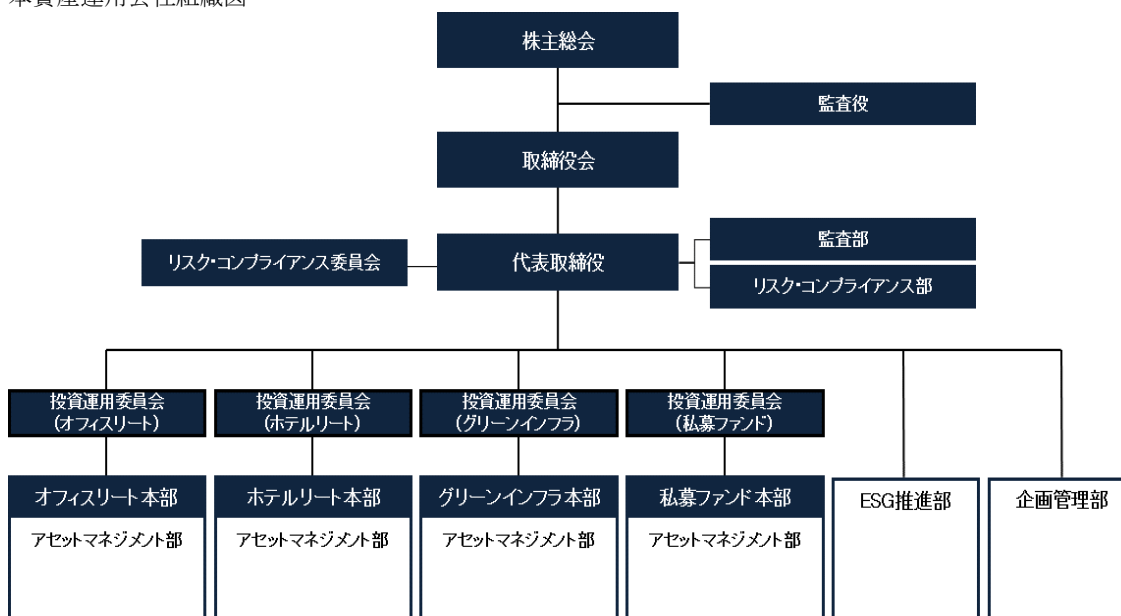 本資産運用会社組織図
株主総会
監査役
取締役会
監査部
リスク・コンプライアンス委員会
代表取締役
リスク・コンプライアンス部
投資運用委員会
(オフィスリート)
投資運用委員会
(ホテルリート)
投資運用委員会
(グリーンインフラ)
投資運用委員会
(私募ファンド)
オフィスリート本部
アセットマネジメント部
ホテルリート本部
アセットマネジメント部
グリーンインフラ本部
アセットマネジメント部
私募ファンド本部
アセットマネジメント部
ESG推進部
企画管理部